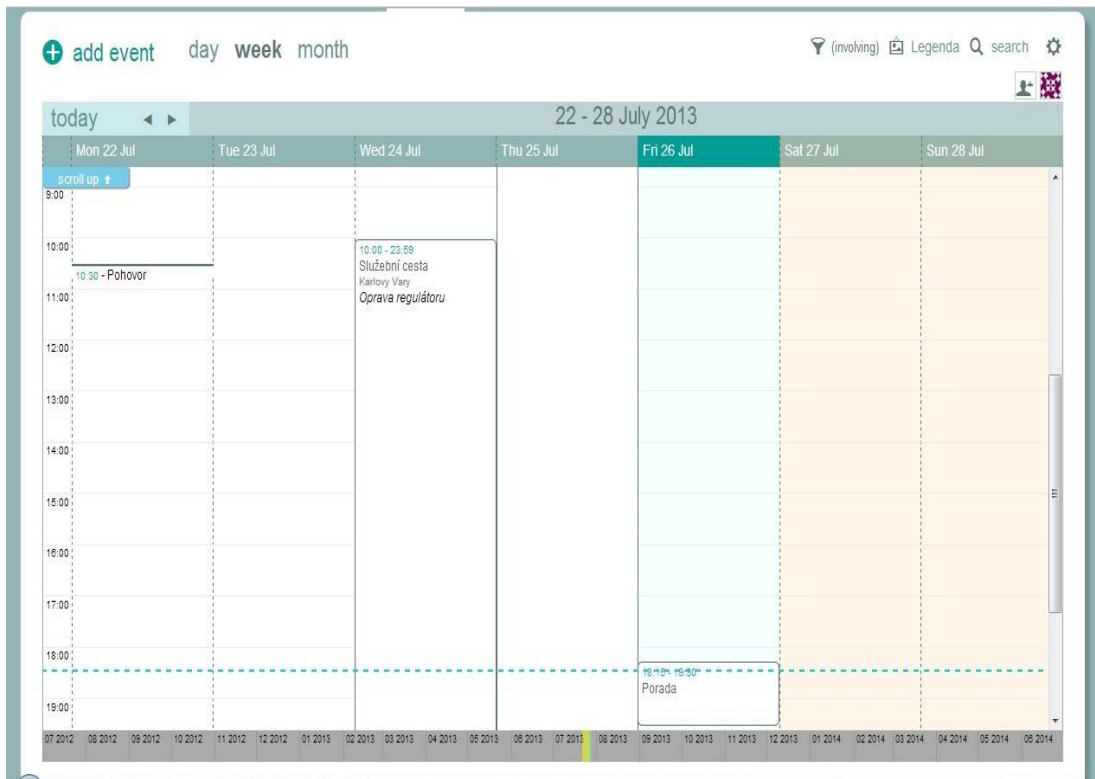 add event day week month (involving) Legenda search
today 22 - 28 July 2013
Mon 22 Jul Tue 23 Jul Wed 24 Jul Thu 25 Jul Fri 26 Jul Sat 27 Jul Sun 28 Jul
scroll up
9:00
10:00
10:00 - 23:59
Služební cesta
Karlovy Vary
Oprava regulátoru
10:30 - Pohovor
11:00
12:00
13:00
14:00
15:00
16:00
17:00
18:00
18:15 - 19:30
Porada
19:00
07 2012 08 2012 09 2012 10 2012 11 2012 12 2012 01 2013 02 2013 03 2013 04 2013 05 2013 06 2013 07 2013 08 2013 09 2013 10 2013 11 2013 12 2013 01 2014 02 2014 03 2014 04 2014 05 2014 06 2014